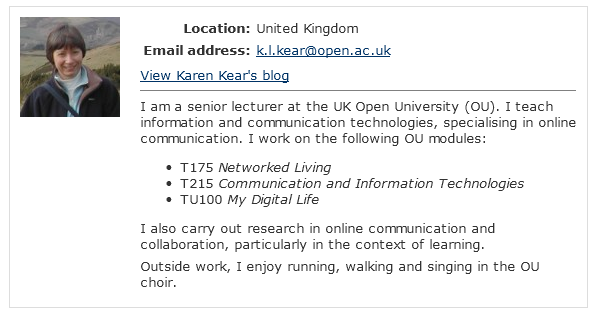 Location: United Kingdom
Email address: k.l.kear@open.ac.uk
View Karen Kear's blog
I am a senior lecturer at the UK Open University (OU). I teach
information and communication technologies, specialising in online
communication. I work on the following OU modules:
• T175 Networked Living
• T215 Communication and Information Technologies
• TU100 My Digital Life
I also carry out research in online communication and
collaboration, particularly in the context of learning.
Outside work, I enjoy running, walking and singing in the OU
choir.